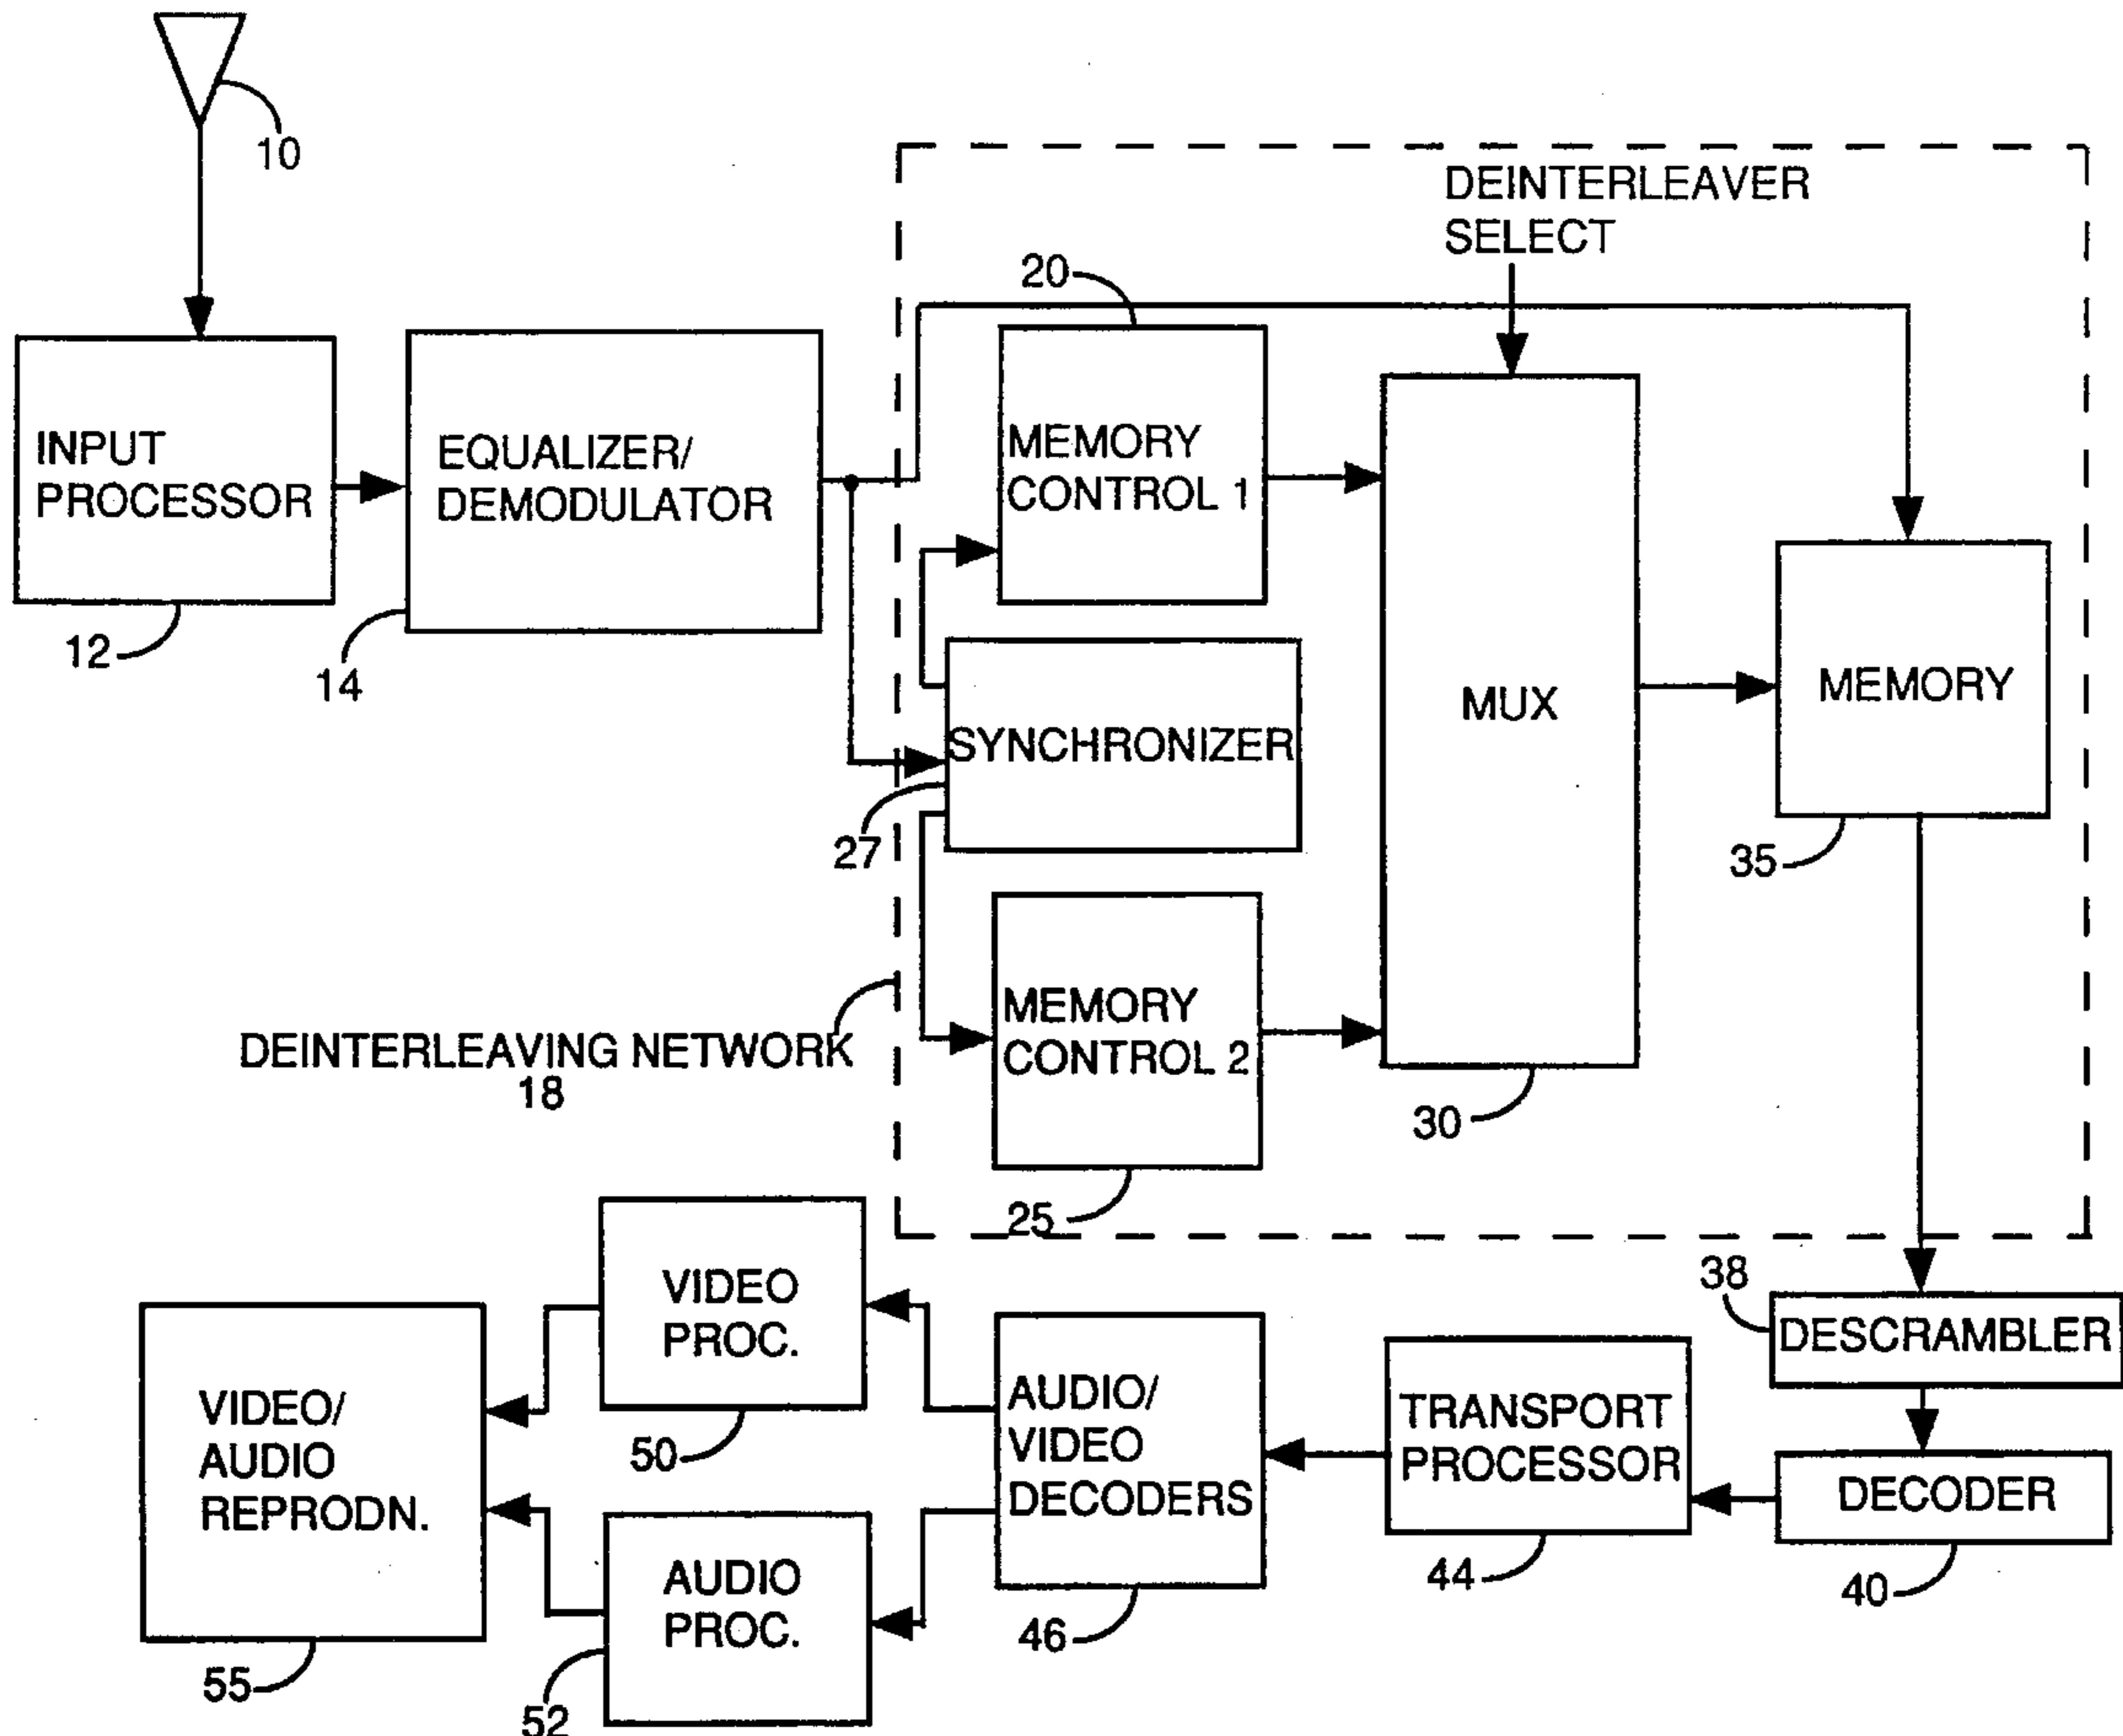 10
DEINTERLEAVER
SELECT
20
INPUT
PROCESSOR
12
EQUALIZER/
DEMODULATOR
14
MEMORY
CONTROL 1
SYNCHRONIZER
27
MUX
30
MEMORY
35
MEMORY
CONTROL 2
25
DEINTERLEAVING NETWORK
18
38
DESCRAMBLER
DECODER
40
TRANSPORT
PROCESSOR
44
AUDIO/
VIDEO
DECODERS
46
VIDEO
PROC.
50
AUDIO
PROC.
52
VIDEO/
AUDIO
REPRODN.
55